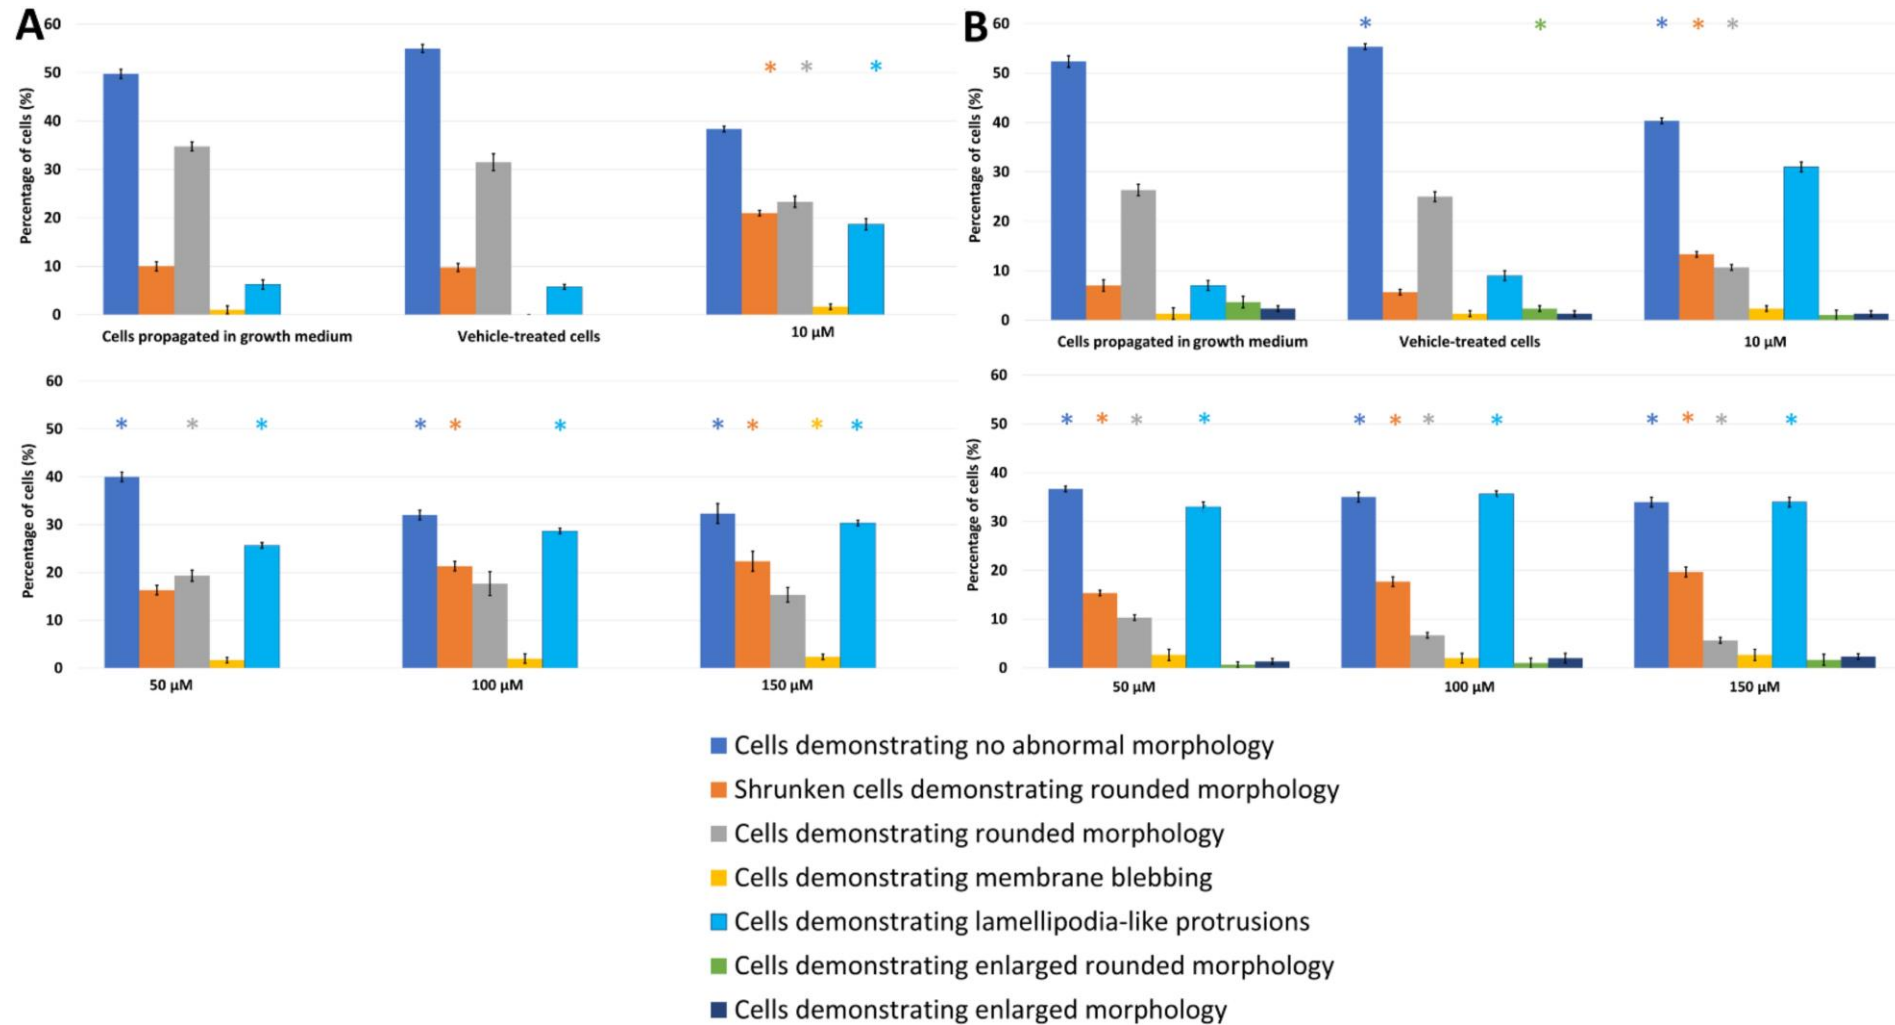 A
60
50
40
30
20
10
0
Percentage of cells (%)
* * *
Cells propagated in growth medium
Vehicle-treated cells
10 µM
B
60
50
40
30
20
10
0
Percentage of cells (%)
* * * * *
Cells propagated in growth medium
Vehicle-treated cells
10 µM
60
50
40
30
20
10
0
Percentage of cells (%)
* * * * * * * * * *
50 µM
100 µM
150 µM
60
50
40
30
20
10
0
Percentage of cells (%)
* * * * * * * * * * * *
50 µM
100 µM
150 µM
Cells demonstrating no abnormal morphology
Shrunken cells demonstrating rounded morphology
Cells demonstrating rounded morphology
Cells demonstrating membrane blebbing
Cells demonstrating lamellipodia-like protrusions
Cells demonstrating enlarged rounded morphology
Cells demonstrating enlarged morphology